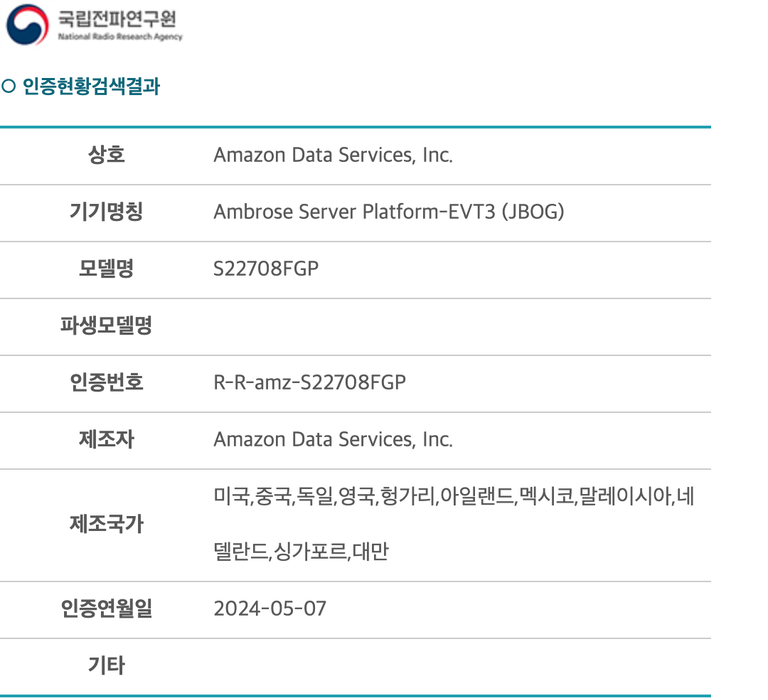 국립전파연구원
National Radio Research Agency
인증현황검색결과
상호 Amazon Data Services, Inc.
기기명칭 Ambrose Server Platform-EVT3 (JBOG)
모델명 S22708FGP
파생모델명
인증번호 R-R-amz-S22708FGP
제조자 Amazon Data Services, Inc.
제조국가 미국,중국,독일,영국,헝가리,아일랜드,멕시코,말레이시아,네
델란드,싱가포르,대만
인증연월일 2024-05-07
기타